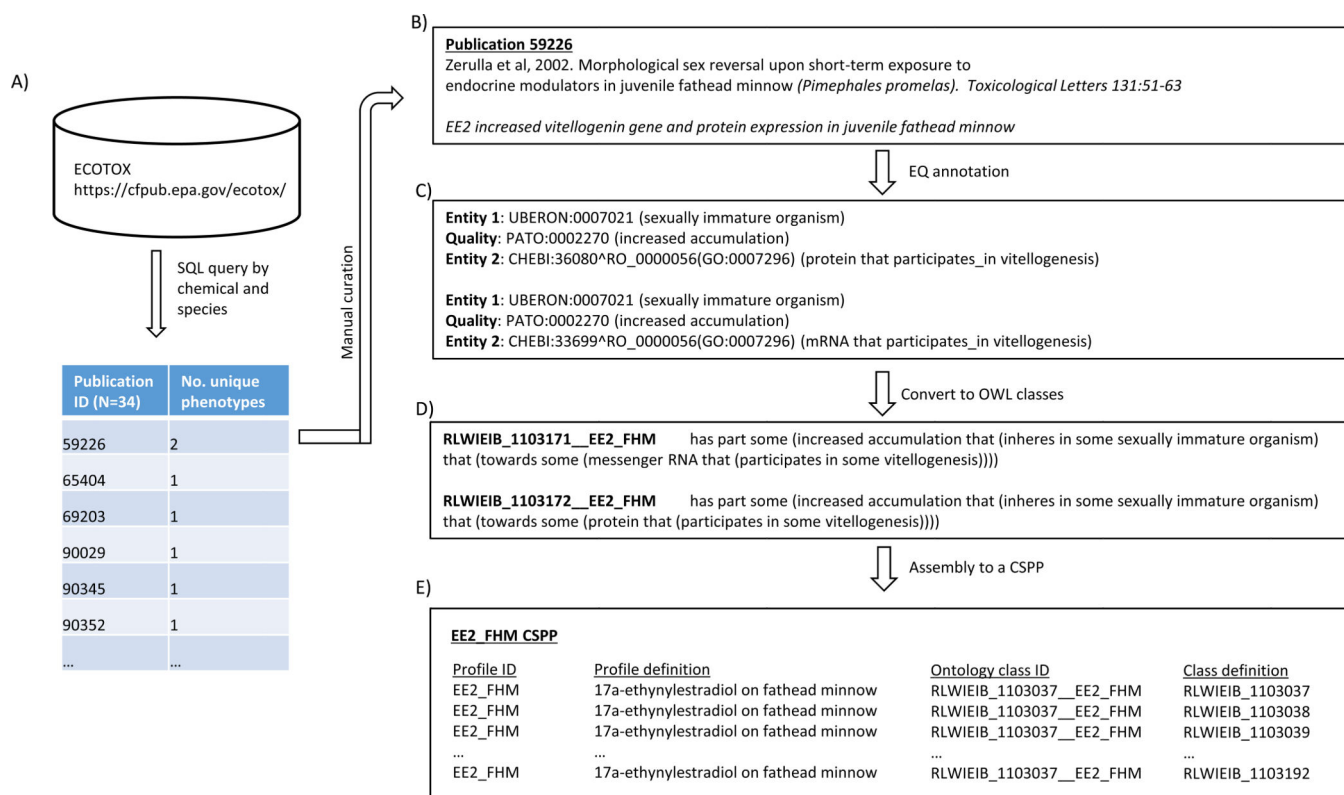 A)
ECOTOX
https://cfpub.epa.gov/ecotox/
SQL query by
chemical and
species
Publication ID (N=34) No. unique phenotypes
59226 2
65404 1
69203 1
90029 1
90345 1
90352 1
... ...
Manual curation
B)
Publication 59226
Zerulla et al, 2002. Morphological sex reversal upon short-term exposure to
endocrine modulators in juvenile fathead minnow (Pimephales promelas). Toxicological Letters 131:51-63
EE2 increased vitellogenin gene and protein expression in juvenile fathead minnow
EQ annotation
C)
Entity 1: UBERON:0007021 (sexually immature organism)
Quality: PATO:0002270 (increased accumulation)
Entity 2: CHEBI:36080^RO_0000056(GO:0007296) (protein that participates_in vitellogenesis)
Entity 1: UBERON:0007021 (sexually immature organism)
Quality: PATO:0002270 (increased accumulation)
Entity 2: CHEBI:33699^RO_0000056(GO:0007296) (mRNA that participates_in vitellogenesis)
Convert to OWL classes
D)
RLWIEIB_1103171__EE2_FHM has part some (increased accumulation that (inheres in some sexually immature organism)
that (towards some (messenger RNA that (participates in some vitellogenesis))))
RLWIEIB_1103172__EE2_FHM has part some (increased accumulation that (inheres in some sexually immature organism)
that (towards some (protein that (participates in some vitellogenesis))))
Assembly to a CSPP
E)
EE2_FHM CSPP
Profile ID Profile definition Ontology class ID Class definition
EE2_FHM 17a-ethynylestradiol on fathead minnow RLWIEIB_1103037__EE2_FHM RLWIEIB_1103037
EE2_FHM 17a-ethynylestradiol on fathead minnow RLWIEIB_1103037__EE2_FHM RLWIEIB_1103038
EE2_FHM 17a-ethynylestradiol on fathead minnow RLWIEIB_1103037__EE2_FHM RLWIEIB_1103039
... ... ... ...
EE2_FHM 17a-ethynylestradiol on fathead minnow RLWIEIB_1103037__EE2_FHM RLWIEIB_1103192